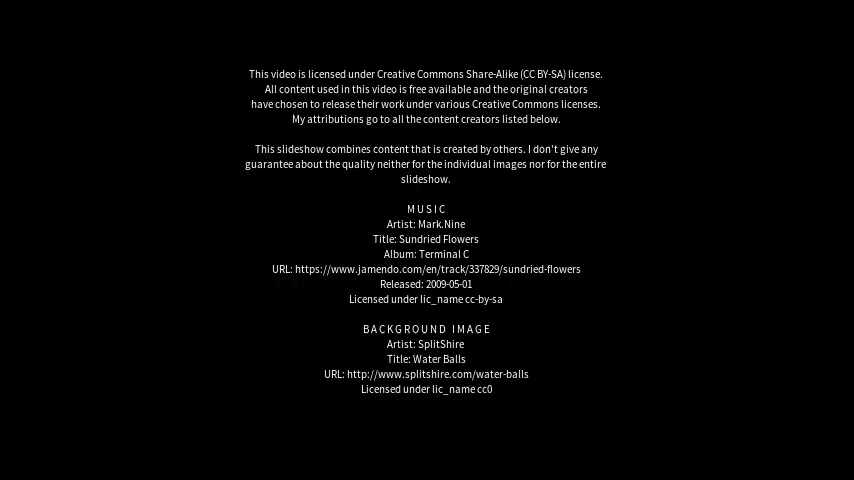 This video is licensed under Creative Commons Share-Alike (CC BY-SA) license.
All content used in this video is free available and the original creators
have chosen to release their work under various Creative Commons licenses.
My attributions go to all the content creators listed below.
This slideshow combines content that is created by others. I don't give any
guarantee about the quality neither for the individual images nor for the entire
slideshow.
MUSIC
Artist: Mark.Nine
Title: Sundried Flowers
Album: Terminal C
URL: https://www.jamendo.com/en/track/337829/sundried-flowers
Released: 2009-05-01
Licensed under lic_name cc-by-sa
BACKGROUND IMAGE
Artist: SplitShire
Title: Water Balls
URL: http://www.splitshire.com/water-balls
Licensed under lic_name cc0